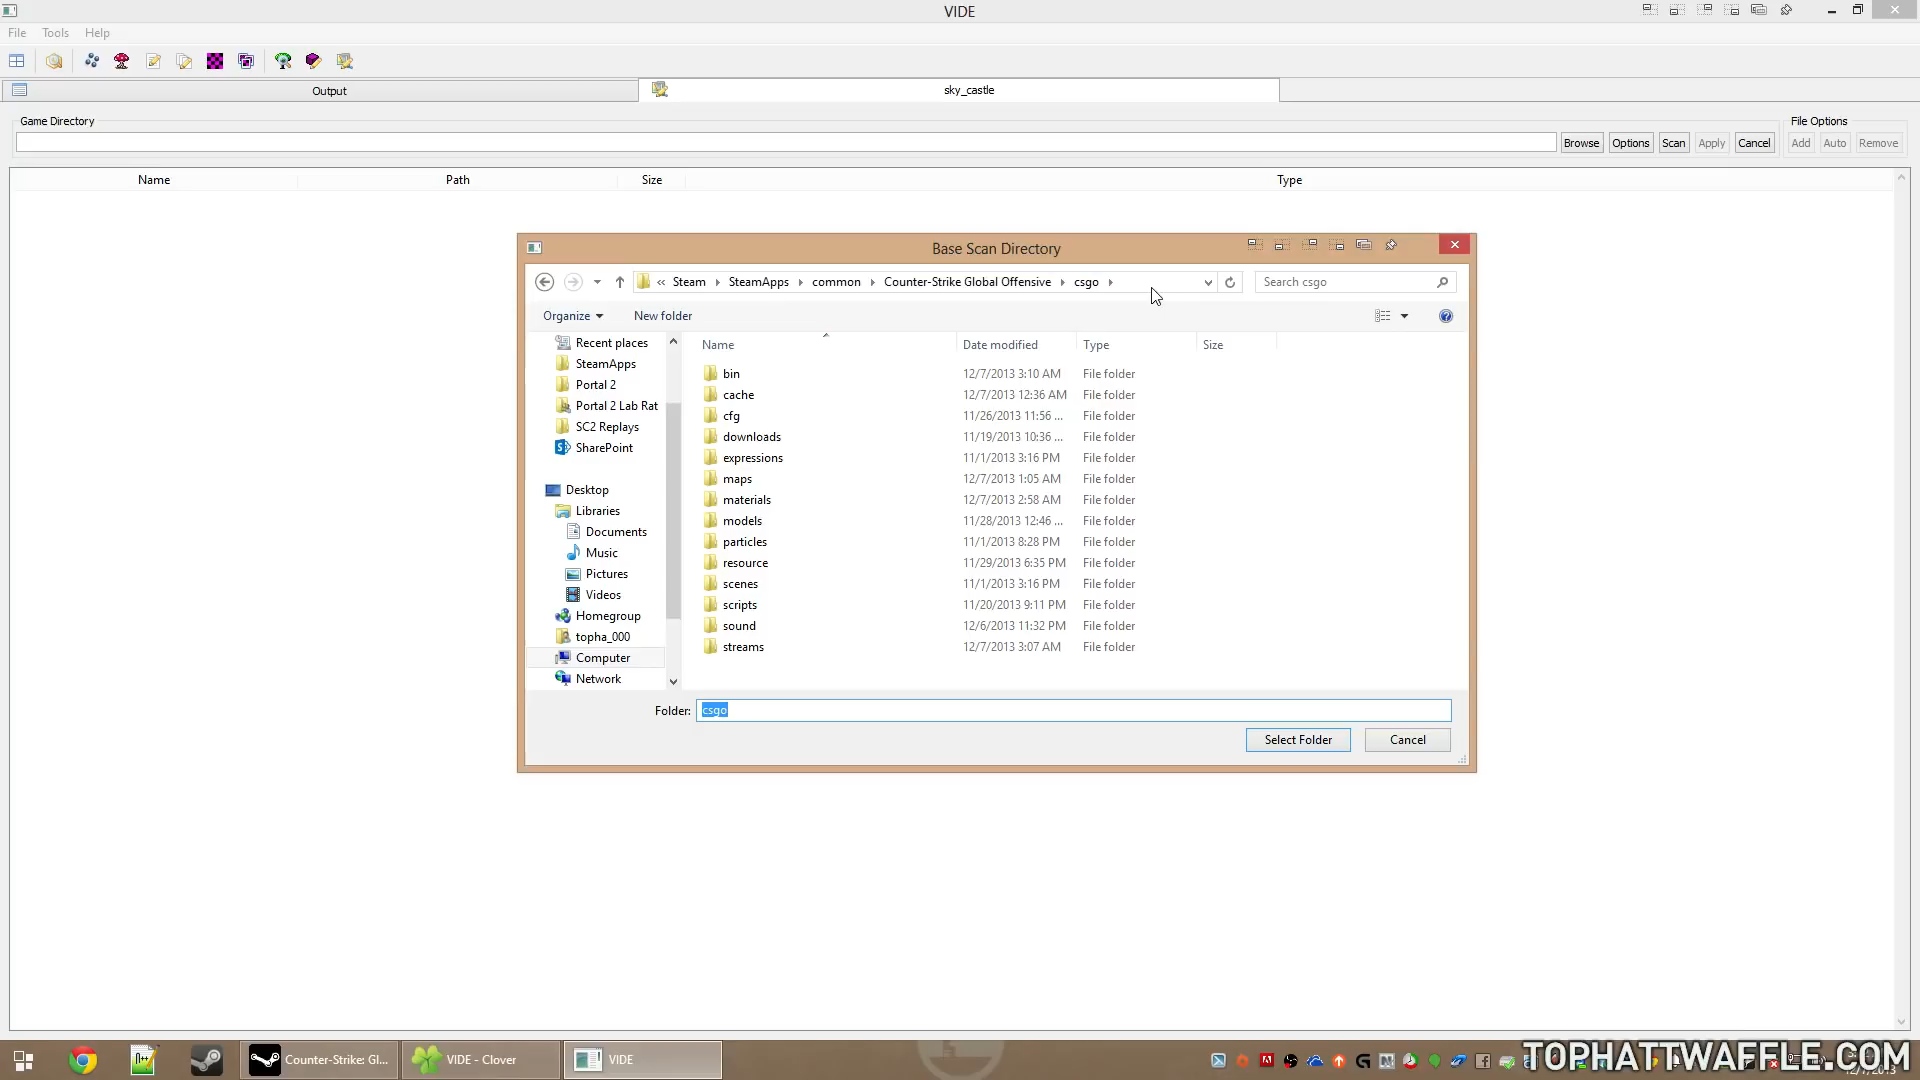 VIDE
File Tools Help
Output sky_castle
Game Directory File Options
Browse Options Scan Apply Cancel Add Auto Remove
Name Path Size Type
Base Scan Directory
« Steam SteamApps common Counter-Strike Global Offensive csgo Search csgo
Organize New folder
Name Date modified Type Size
Recent places
SteamApps
Portal 2
Portal 2 Lab Rat
SC2 Replays
SharePoint
Desktop
Libraries
Documents
Music
Pictures
Videos
Homegroup
topha_000
Computer
Network
bin 12/7/2013 3:10 AM File folder
cache 12/7/2013 12:36 AM File folder
cfg 11/26/2013 11:56 ... File folder
downloads 11/19/2013 10:36 ... File folder
expressions 11/1/2013 3:16 PM File folder
maps 12/7/2013 1:05 AM File folder
materials 12/7/2013 2:58 AM File folder
models 11/28/2013 12:46 ... File folder
particles 11/1/2013 8:28 PM File folder
resource 11/29/2013 6:35 PM File folder
scenes 11/1/2013 3:16 PM File folder
scripts 11/20/2013 9:11 PM File folder
sound 12/6/2013 11:32 PM File folder
streams 12/7/2013 3:07 AM File folder
Folder: csgo
Select Folder Cancel
Counter-Strike: Gl... VIDE - Clover VIDE
TOPHATTWAFFLE.COM